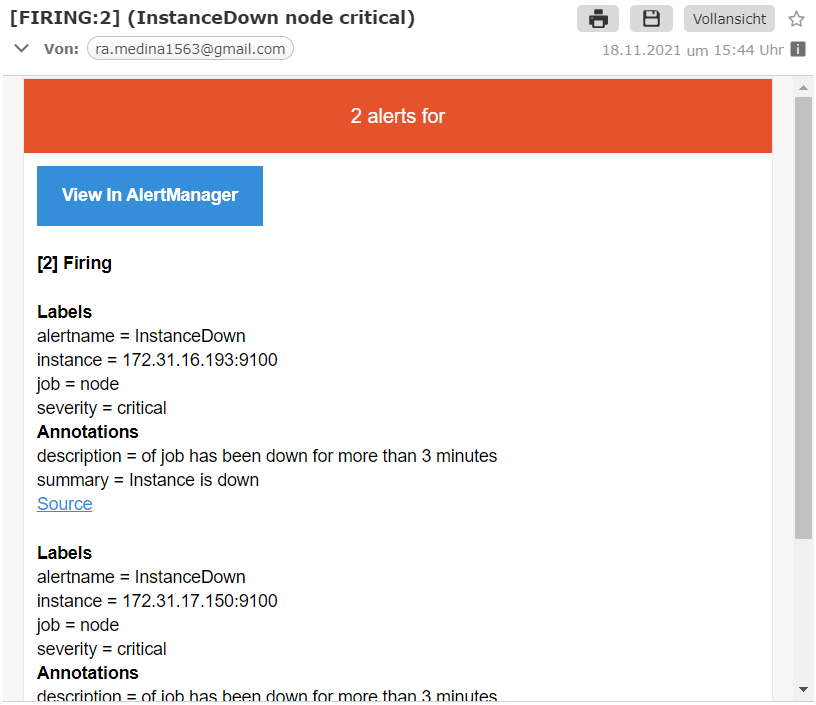 [FIRING:2] (InstanceDown node critical)
Vollansicht
Von: ra.medina1563@gmail.com
18.11.2021 um 15:44 Uhr
2 alerts for
View In AlertManager
[2] Firing
Labels
alertname = InstanceDown
instance = 172.31.16.193:9100
job = node
severity = critical
Annotations
description = of job has been down for more than 3 minutes
summary = Instance is down
Source
Labels
alertname = InstanceDown
instance = 172.31.17.150:9100
job = node
severity = critical
Annotations
description = of job has been down for more than 3 minutes